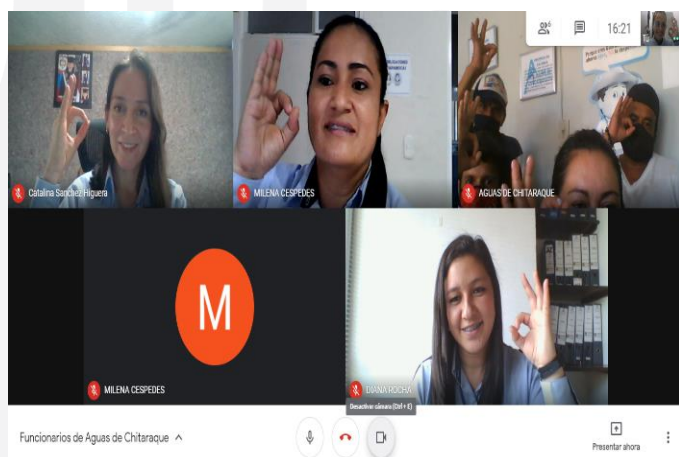 16:21
Catalina Sanchez Higuera
MILENA CESPEDES
AGUAS DE CHITARAQUE
M
MILENA CESPEDES
DIANA ROCHA
Desactivar cámara (Ctrl + E)
Funcionarios de Aguas de Chitaraque
Presentar ahora